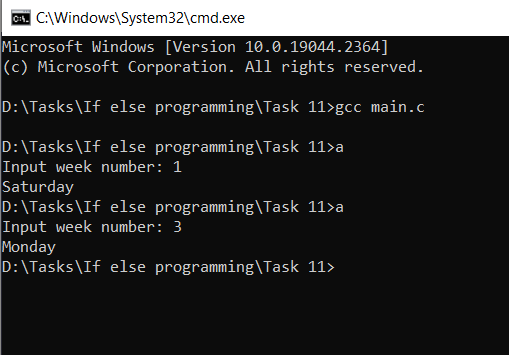 C:\Windows\System32\cmd.exe
Microsoft Windows [Version 10.0.19044.2364]
(c) Microsoft Corporation. All rights reserved.
D:\Tasks\If else programming\Task 11>gcc main.c
D:\Tasks\If else programming\Task 11>a
Input week number: 1
Saturday
D:\Tasks\If else programming\Task 11>a
Input week number: 3
Monday
D:\Tasks\If else programming\Task 11>